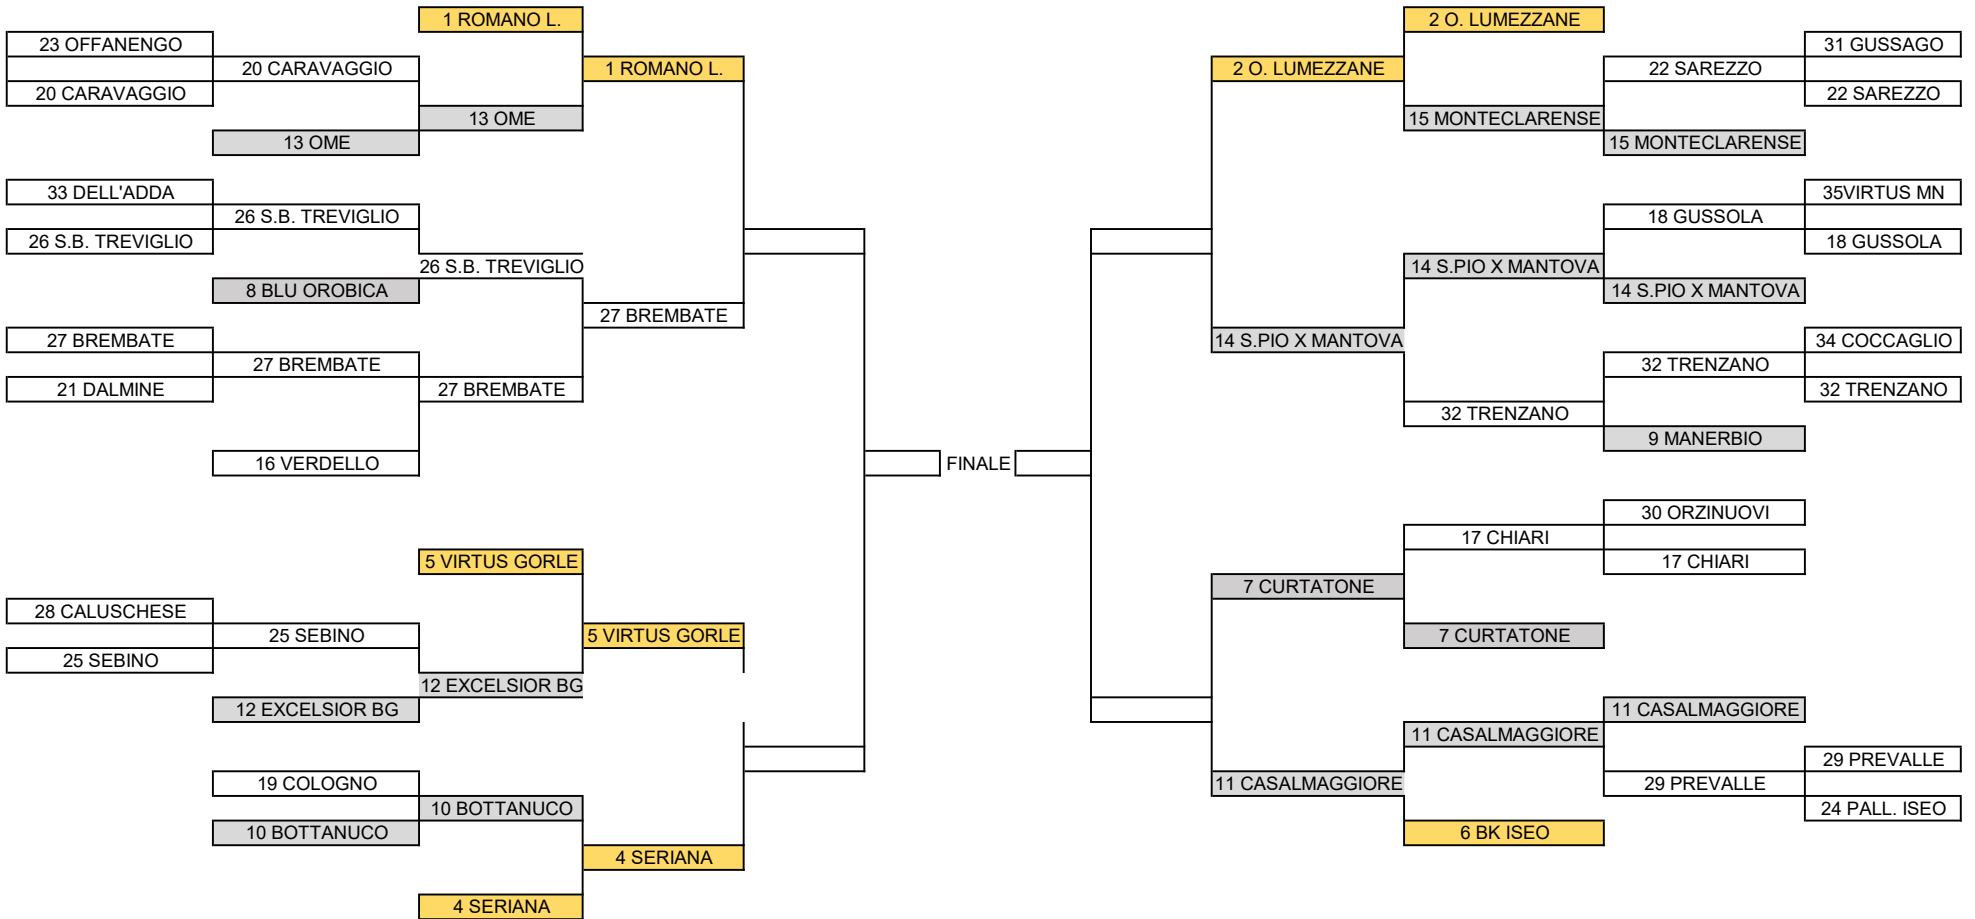 1 ROMANO L.
2 O. LUMEZZANE
23 OFFANENGO
31 GUSSAGO
20 CARAVAGGIO
1 ROMANO L.
2 O. LUMEZZANE
22 SAREZZO
20 CARAVAGGIO
22 SAREZZO
13 OME
15 MONTECLARENSE
13 OME
15 MONTECLARENSE
33 DELL'ADDA
35VIRTUS MN
26 S.B. TREVIGLIO
18 GUSSOLA
26 S.B. TREVIGLIO
18 GUSSOLA
26 S.B. TREVIGLIO
14 S.PIO X MANTOVA
8 BLU OROBICA
14 S.PIO X MANTOVA
27 BREMBATE
27 BREMBATE
14 S.PIO X MANTOVA
34 COCCAGLIO
27 BREMBATE
32 TRENZANO
21 DALMINE
27 BREMBATE
32 TRENZANO
32 TRENZANO
9 MANERBIO
16 VERDELLO
FINALE
30 ORZINUOVI
17 CHIARI
5 VIRTUS GORLE
17 CHIARI
7 CURTATONE
28 CALUSCHESE
25 SEBINO
5 VIRTUS GORLE
7 CURTATONE
25 SEBINO
12 EXCELSIOR BG
12 EXCELSIOR BG
11 CASALMAGGIORE
11 CASALMAGGIORE
29 PREVALLE
19 COLOGNO
11 CASALMAGGIORE
29 PREVALLE
10 BOTTANUCO
24 PALL. ISEO
10 BOTTANUCO
6 BK ISEO
4 SERIANA
4 SERIANA